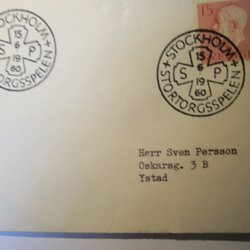 STOCKHOLM
15
6
S P
19
60
STORTORGSSPELEN
STOCKHOLM
15
6
S P
19
60
STORTORGSSPELEN
15
Herr Sven Persson
Oskarsg. 3 B
Ystad